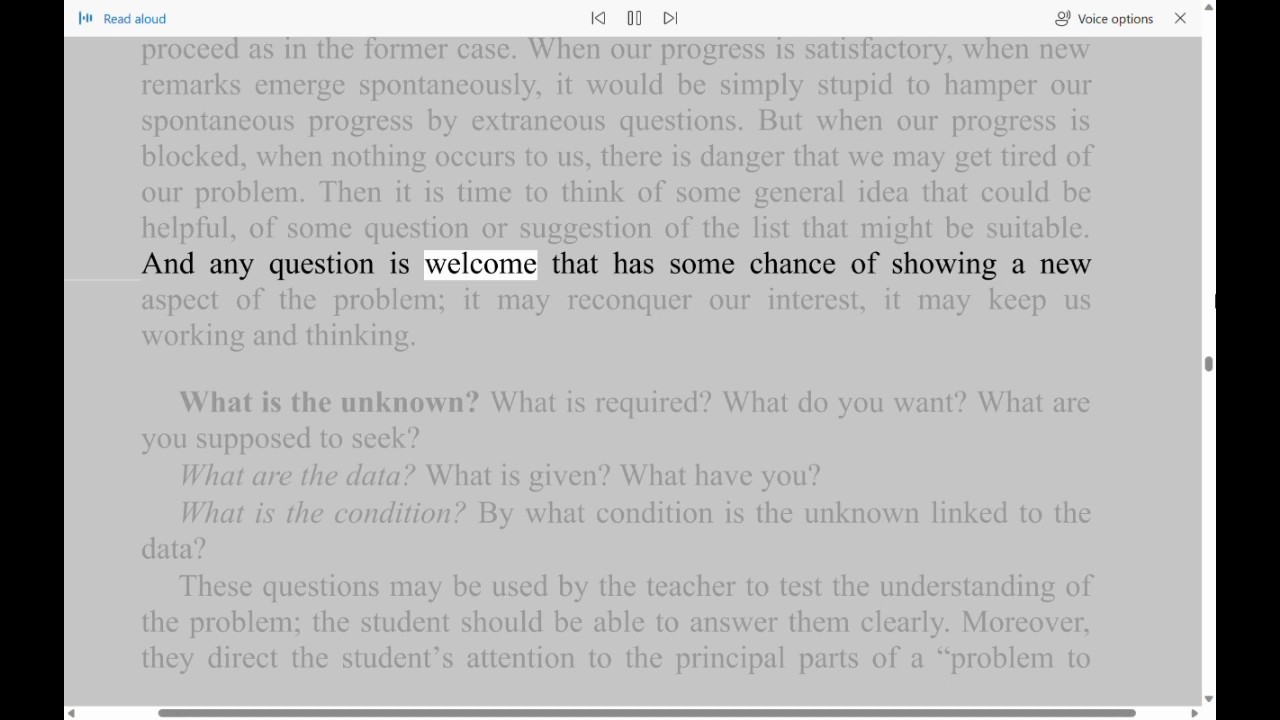 Read aloud
Voice options
proceed as in the former case. When our progress is satisfactory, when new
remarks emerge spontaneously, it would be simply stupid to hamper our
spontaneous progress by extraneous questions. But when our progress is
blocked, when nothing occurs to us, there is danger that we may get tired of
our problem. Then it is time to think of some general idea that could be
helpful, of some question or suggestion of the list that might be suitable.
And any question is welcome that has some chance of showing a new
aspect of the problem; it may reconquer our interest, it may keep us
working and thinking.
What is the unknown? What is required? What do you want? What are
you supposed to seek?
What are the data? What is given? What have you?
What is the condition? By what condition is the unknown linked to the
data?
These questions may be used by the teacher to test the understanding of
the problem; the student should be able to answer them clearly. Moreover,
they direct the student’s attention to the principal parts of a “problem to